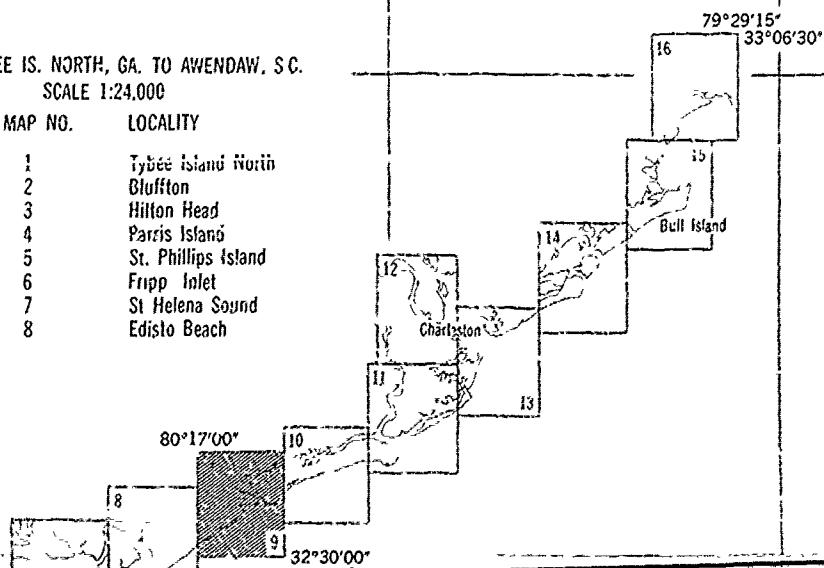 EE IS. NORTH, GA. TO AWENDAW, S C.
SCALE 1:24,000
MAP NO. LOCALITY
1 Tybee Island North
2 Bluffton
3 Hilton Head
4 Parris Island
5 St. Phillips Island
6 Fripp Inlet
7 St Helena Sound
8 Edisto Beach
79°29'15"
33°06'30"
16
15
Bull Island
14
12
Charleston
11
13
80°17'00"
10
8
9
32°30'00"